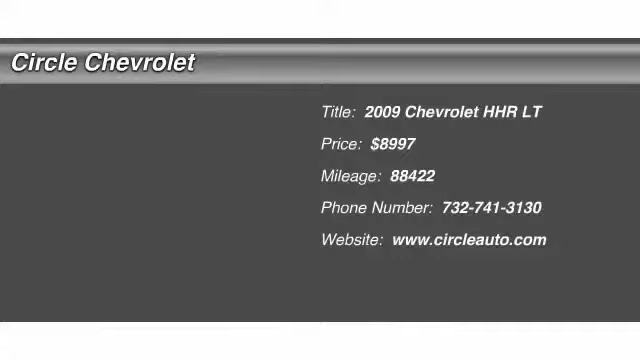 Circle Chevrolet
Title: 2009 Chevrolet HHR LT
Price: $8997
Mileage: 88422
Phone Number: 732-741-3130
Website: www.circleauto.com